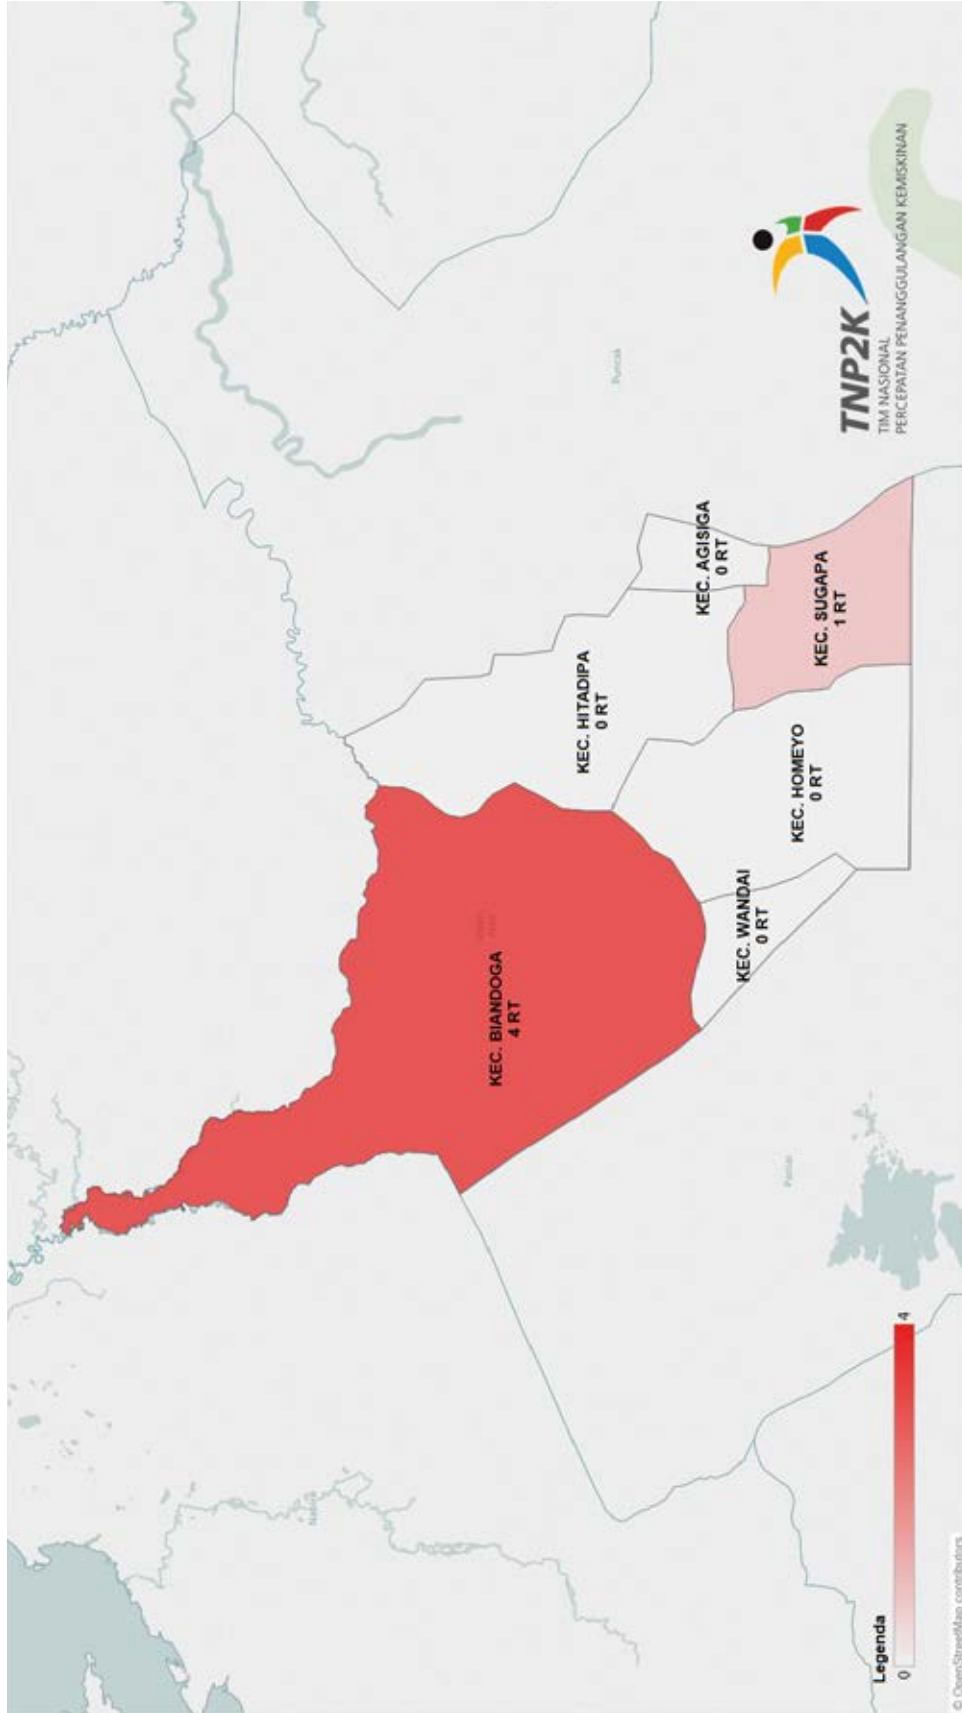 KEC. BIANDOGA
4 RT
KEC. HITADIPA
0 RT
KEC. AGISIGA
0 RT
KEC. SUGAPA
1 RT
KEC. HOMEYO
0 RT
KEC. WANDAI
0 RT
Puncak
Paniai
Nabire
TNP2K
TIM NASIONAL
PERCEPATAN PENANGGULANGAN KEMISKINAN
Legenda
0
4
© OpenStreetMap contributors